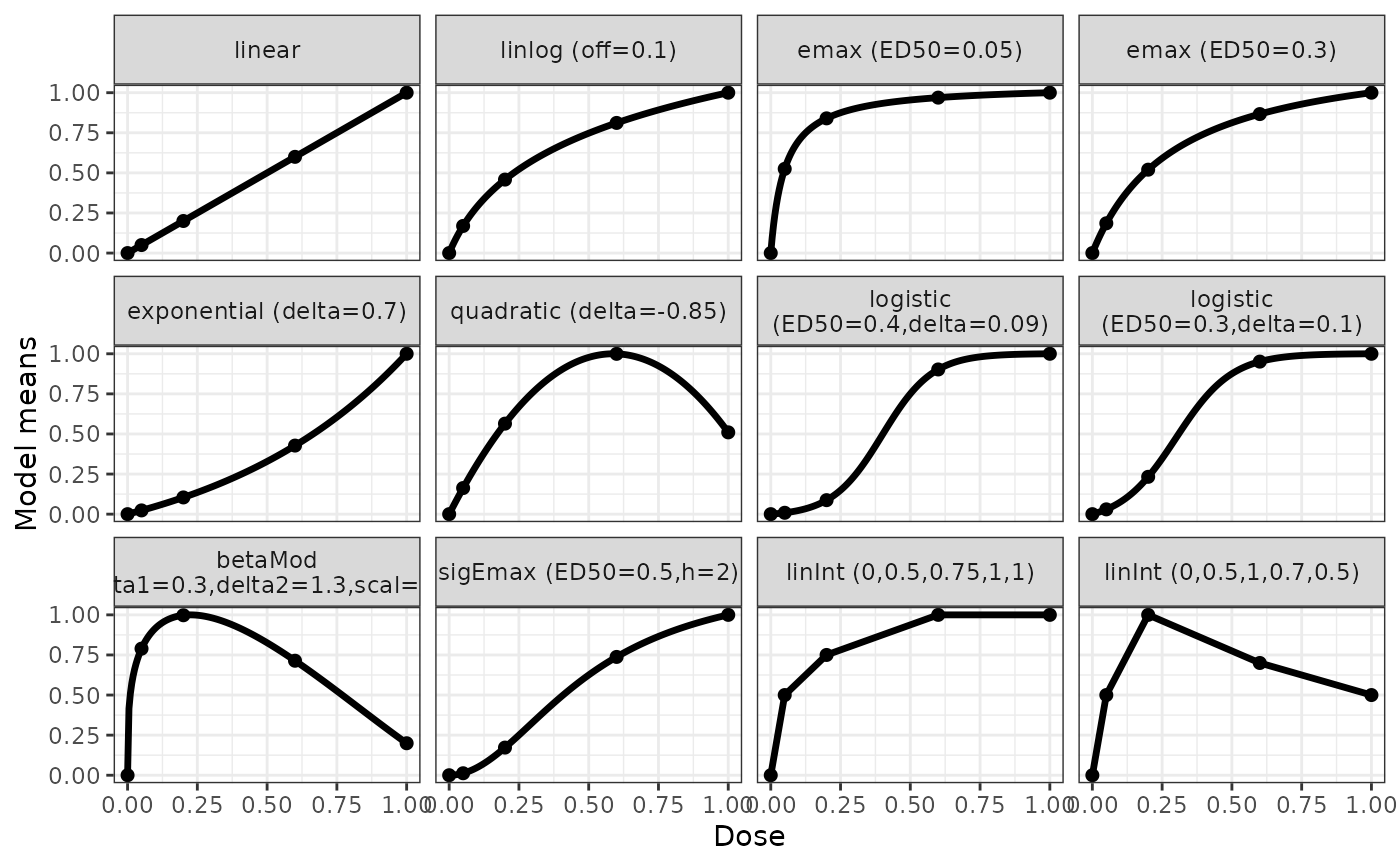 linear
linlog (off=0.1)
emax (ED50=0.05)
emax (ED50=0.3)
1.00
0.75
0.50
0.25
0.00
exponential (delta=0.7)
quadratic (delta=-0.85)
logistic
(ED50=0.4,delta=0.09)
logistic
(ED50=0.3,delta=0.1)
1.00
0.75
0.50
0.25
0.00
Model means
betaMod
ta1=0.3,delta2=1.3,scal=
sigEmax (ED50=0.5,h=2)
linInt (0,0.5,0.75,1,1)
linInt (0,0.5,1,0.7,0.5)
1.00
0.75
0.50
0.25
0.00
0.00 0.25 0.50 0.75 1.00
0.00 0.25 0.50 0.75 1.00
0.00 0.25 0.50 0.75 1.00
0.00 0.25 0.50 0.75 1.00
Dose